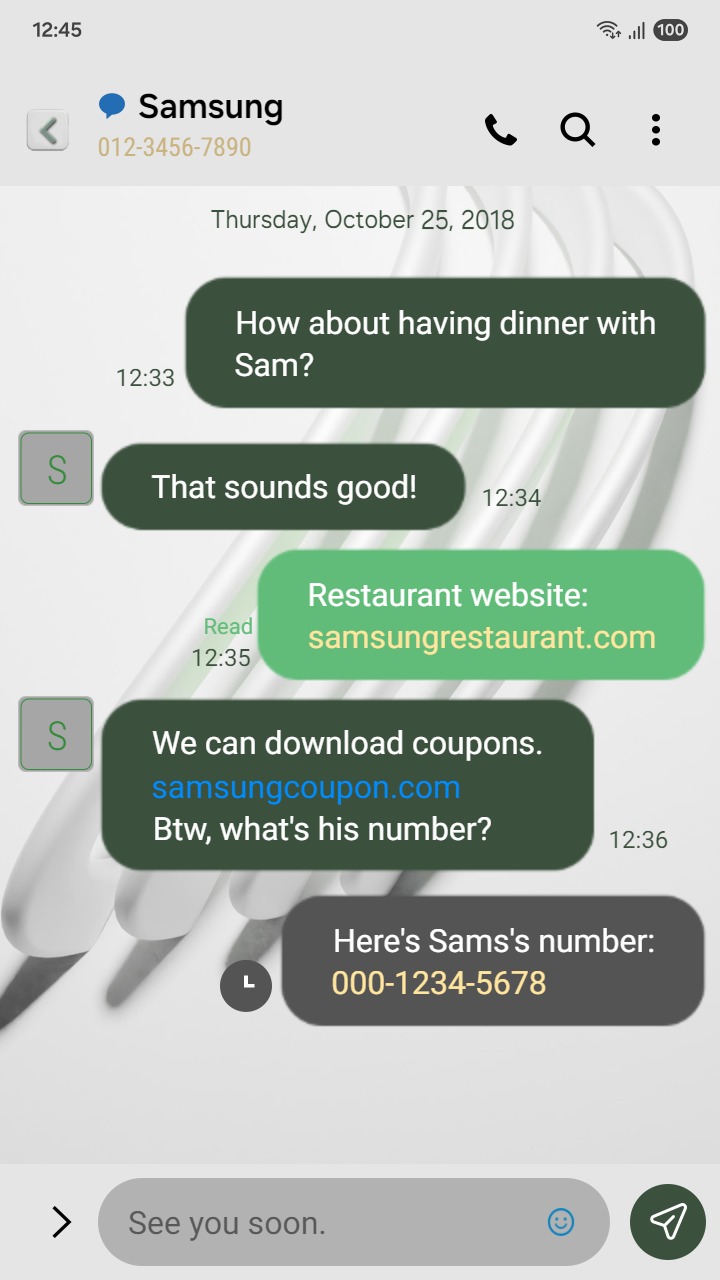 12:45
100
Samsung
012-3456-7890
Thursday, October 25, 2018
How about having dinner with
Sam?
12:33
S
That sounds good!
12:34
Restaurant website:
samsungrestaurant.com
Read
12:35
S
We can download coupons.
samsungcoupon.com
Btw, what's his number?
12:36
Here's Sams's number:
000-1234-5678
See you soon.